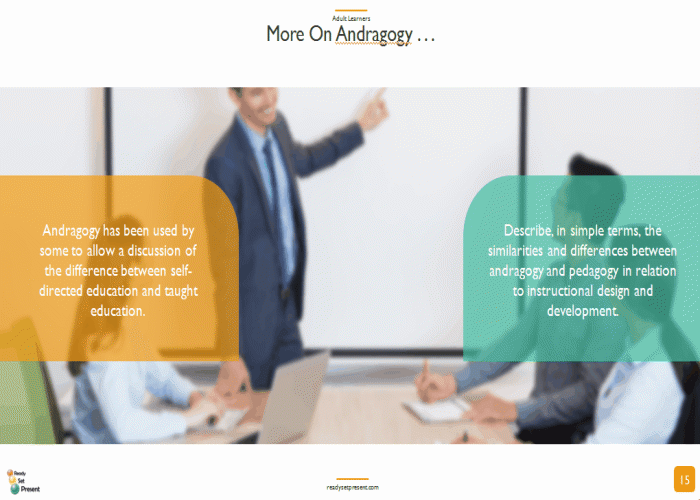 Adult Learners
More On Andragogy …
Andragogy has been used by
some to allow a discussion of
the difference between self-
directed education and taught
education.
Describe, in simple terms, the
similarities and differences between
andragogy and pedagogy in relation
to instructional design and
development.
Ready
Set
Present
readysetpresent.com
15